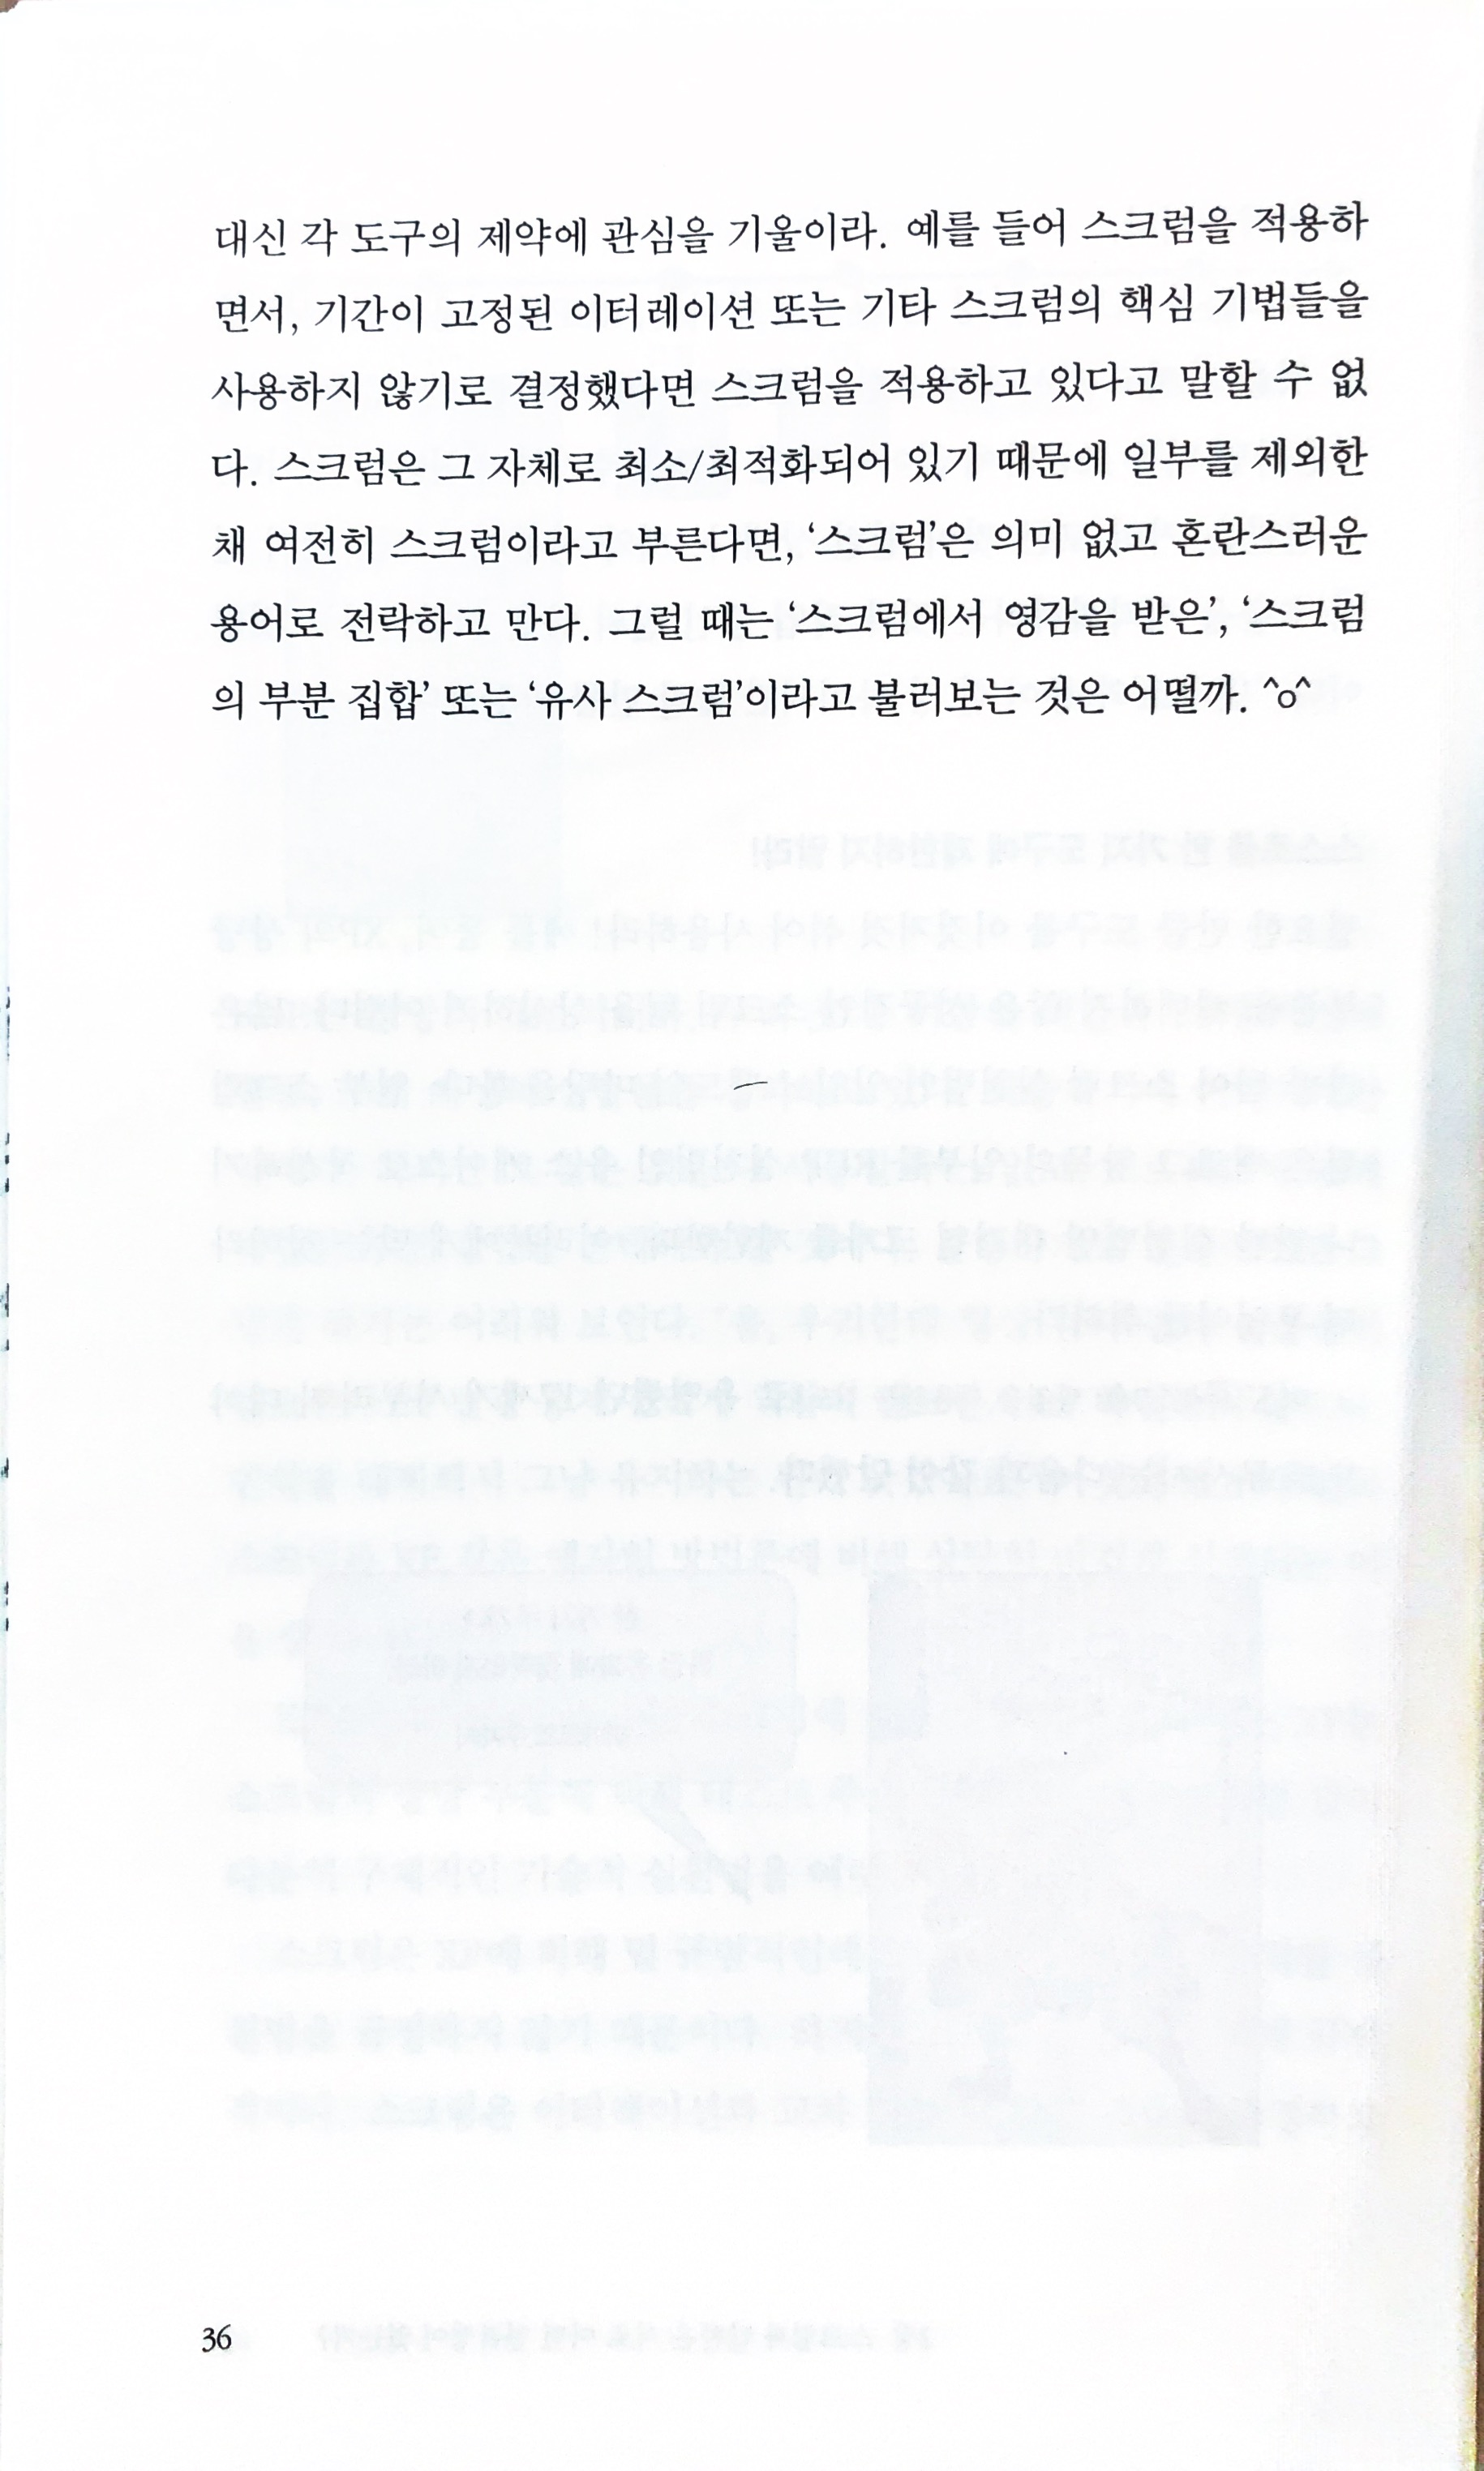 대신 각 도구의 제약에 관심을 기울이라. 예를 들어 스크럼을 적용하
면서, 기간이 고정된 이터레이션 또는 기타 스크럼의 핵심 기법들을
사용하지 않기로 결정했다면 스크럼을 적용하고 있다고 말할 수 없
다. 스크럼은 그 자체로 최소/최적화되어 있기 때문에 일부를 제외한
채 여전히 스크럼이라고 부른다면, ‘스크럼’은 의미 없고 혼란스러운
용어로 전락하고 만다. 그럴 때는 ‘스크럼에서 영감을 받은’, ‘스크럼
의 부분 집합’ 또는 ‘유사 스크럼’이라고 불러보는 것은 어떨까. ^o^
36